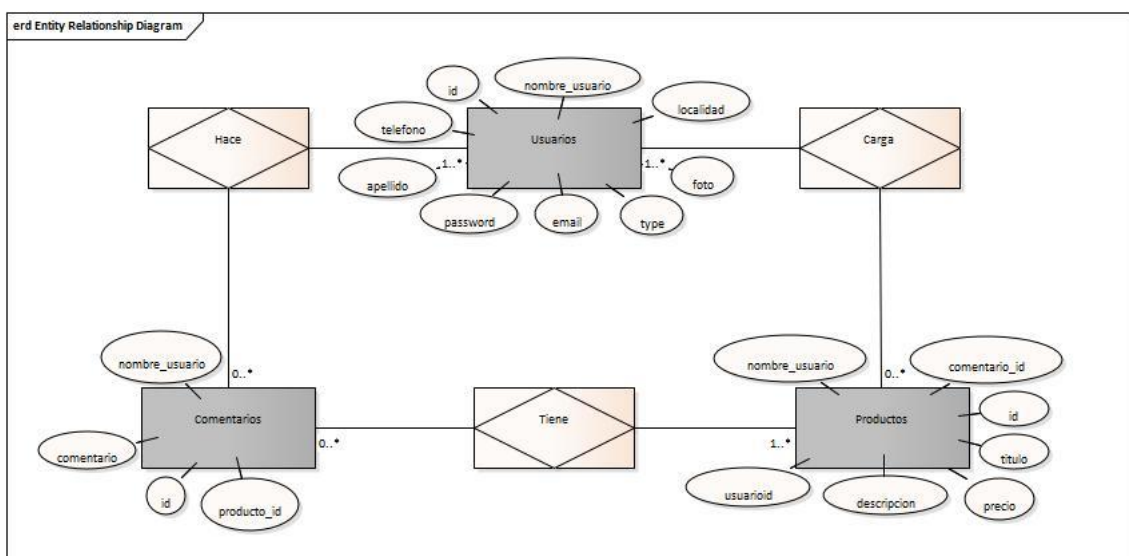 erd Entity Relationship Diagram
id
nombre_usuario
localidad
telefono
Hace
Usuarios
Carga
1..*
1..*
apellido
foto
password
email
type
nombre_usuario
0..*
Comentarios
0..*
comentario
id
producto_id
Tiene
nombre_usuario
comentario_id
0..*
Productos
id
1..*
titulo
usuarioid
descripcion
precio